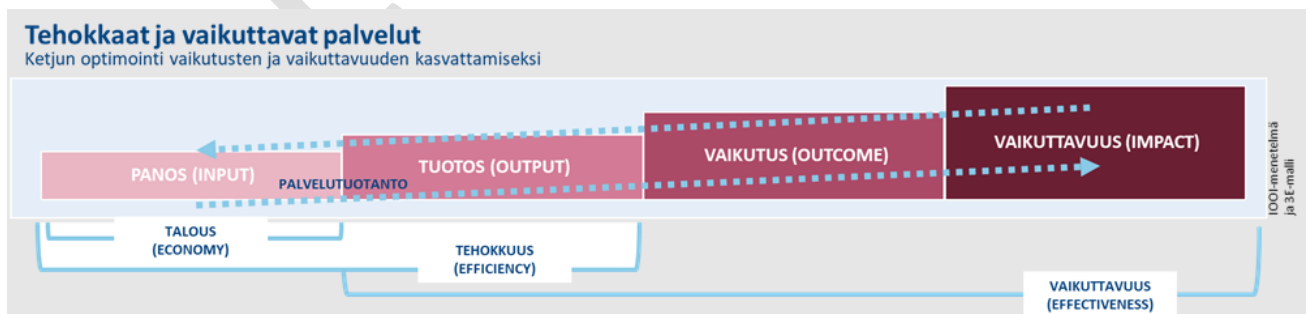 Tehokkaat ja vaikuttavat palvelut
Ketjun optimointi vaikutusten ja vaikuttavuuden kasvattamiseksi
PANOS (INPUT)
PALVELUTUOTANTO
TUOTOS (OUTPUT)
VAIKUTUS (OUTCOME)
VAIKUTTAVUUS (IMPACT)
IOOI-menetelmä
ja 3E-malli
TALOUS
(ECONOMY)
TEHOKKUUS
(EFFICIENCY)
VAIKUTTAVUUS
(EFFECTIVENESS)